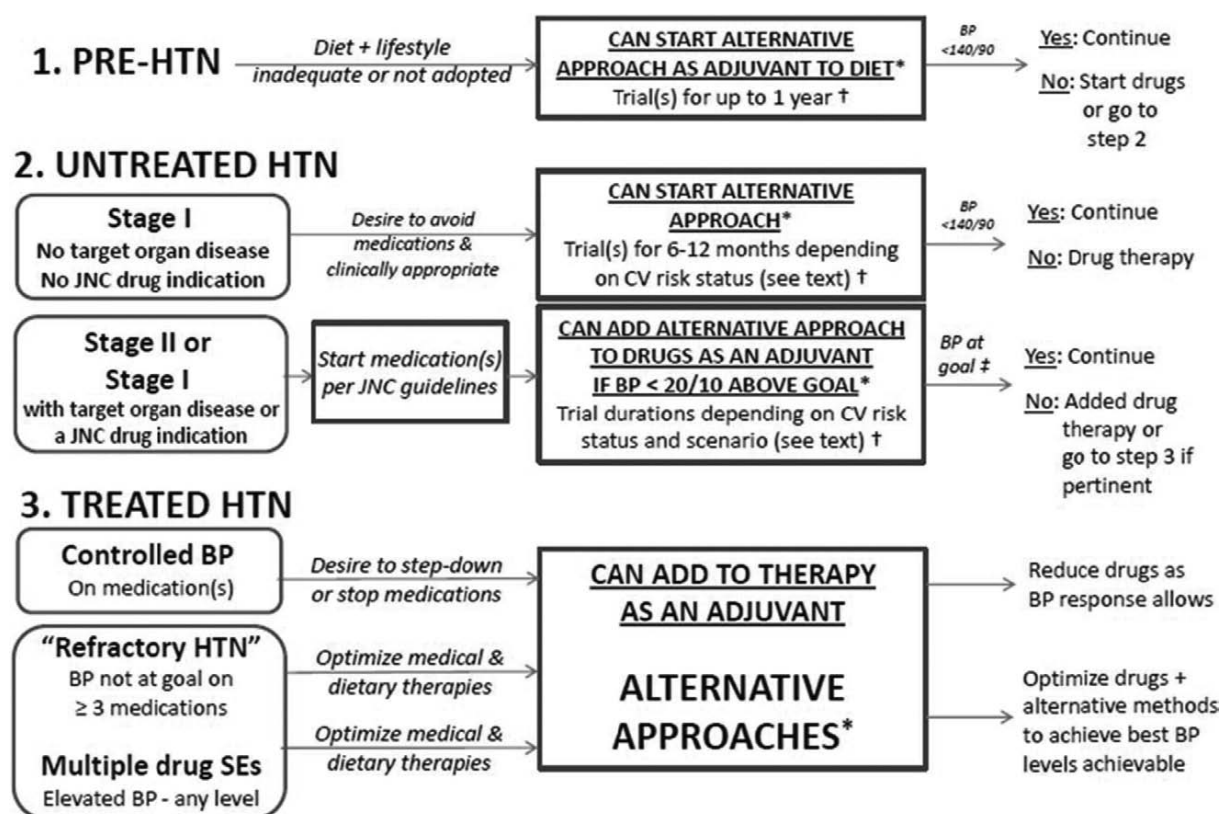 1. PRE-HTN
Diet + lifestyle
inadequate or not adopted
CAN START ALTERNATIVE
APPROACH AS ADJUVANT TO DIET*
Trial(s) for up to 1 year †
BP
<140/90
Yes: Continue
No: Start drugs
or go to
step 2
2. UNTREATED HTN
Stage I
No target organ disease
No JNC drug indication
Desire to avoid
medications &
clinically appropriate
CAN START ALTERNATIVE
APPROACH*
Trial(s) for 6-12 months depending
on CV risk status (see text) †
BP
<140/90
Yes: Continue
No: Drug therapy
Stage II or
Stage I
with target organ disease or
a JNC drug indication
Start medication(s)
per JNC guidelines
CAN ADD ALTERNATIVE APPROACH
TO DRUGS AS AN ADJUVANT
IF BP < 20/10 ABOVE GOAL*
Trial durations depending on CV risk
status and scenario (see text) †
BP at
goal ‡
Yes: Continue
No: Added drug
therapy or
go to step 3 if
pertinent
3. TREATED HTN
Controlled BP
On medication(s)
Desire to step-down
or stop medications
"Refractory HTN"
BP not at goal on
≥ 3 medications
Optimize medical &
dietary therapies
Multiple drug SEs
Elevated BP - any level
Optimize medical &
dietary therapies
CAN ADD TO THERAPY
AS AN ADJUVANT
ALTERNATIVE
APPROACHES*
Reduce drugs as
BP response allows
Optimize drugs +
alternative methods
to achieve best BP
levels achievable